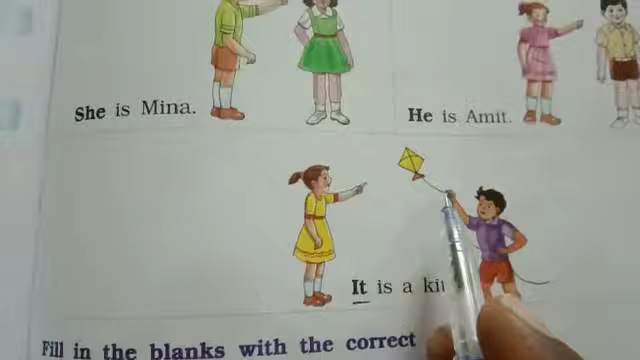 She is Mina.
He is Amit.
It is a
Fill in the blanks with the correct